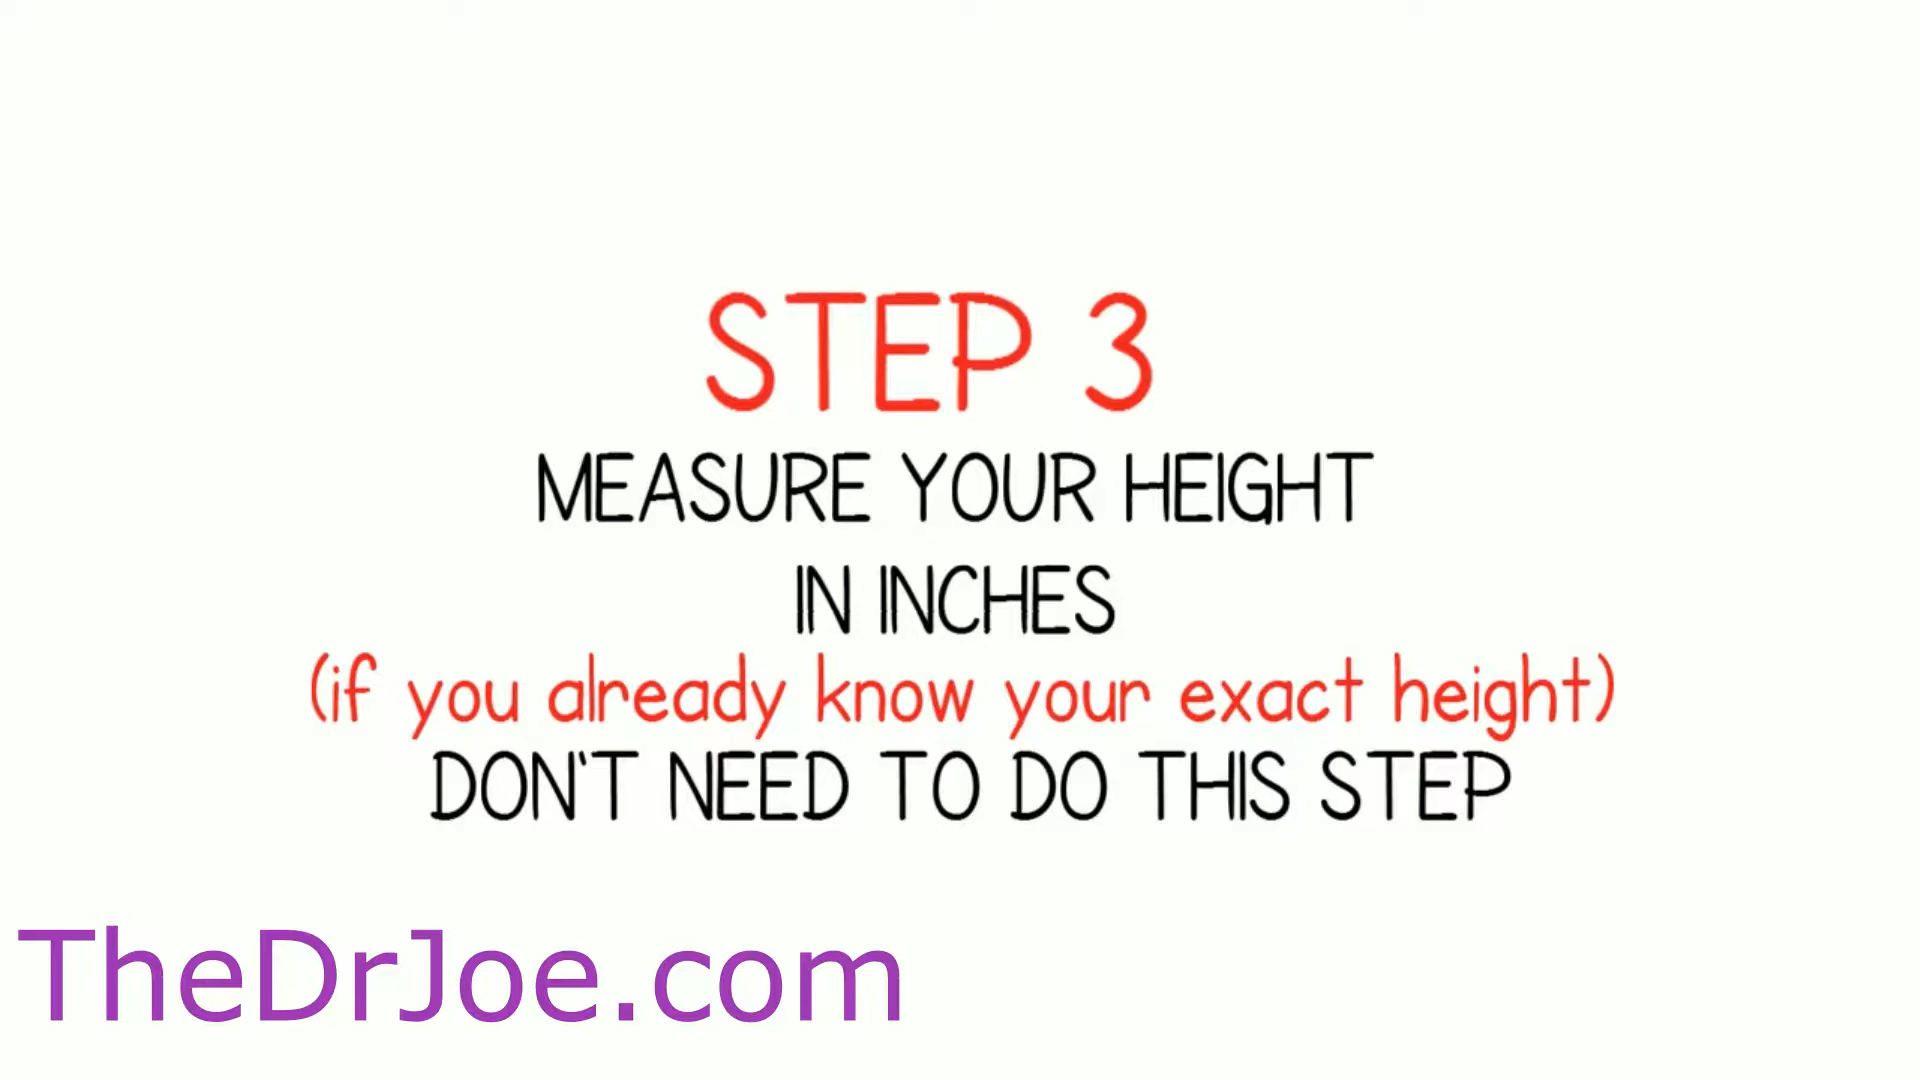 STEP 3
MEASURE YOUR HEIGHT
IN INCHES
(if you already know your exact height)
DON'T NEED TO DO THIS STEP
TheDrJoe.com